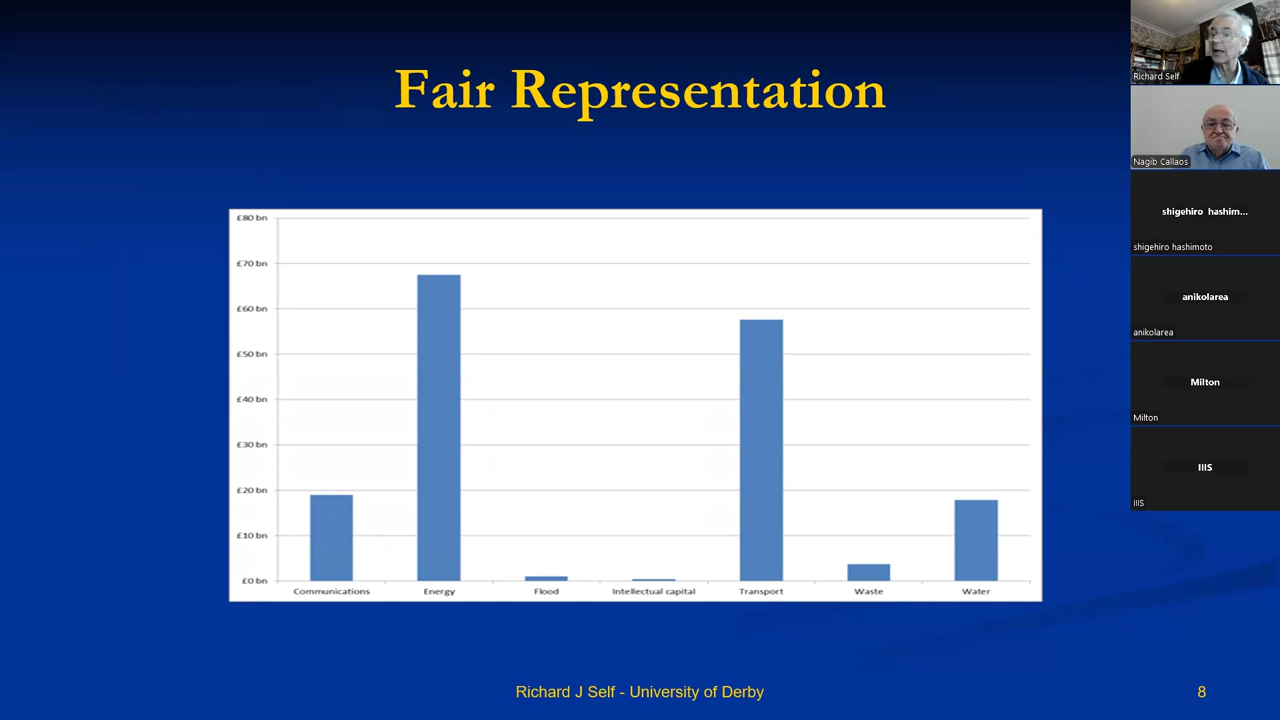 Fair Representation
£80 bn
£70 bn
£60 bn
£50 bn
£40 bn
£30 bn
£20 bn
£10 bn
£0 bn
Communications Energy Flood Intellectual capital Transport Waste Water
Richard J Self - University of Derby 8
Richard Self
Nagib Callaos
shigehiro hashim...
shigehiro hashimoto
anikolarea
anikolarea
Milton
Milton
IIIS
IIIS